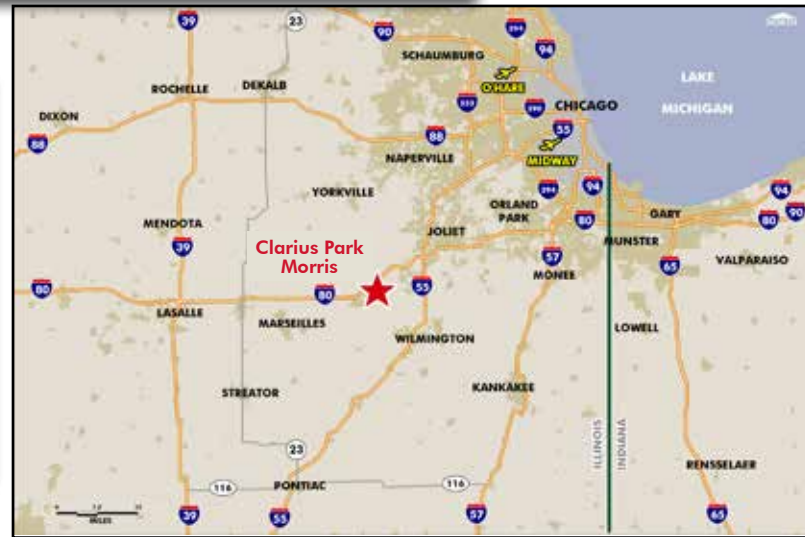 39
23
90
294
94
NORTH
SCHAUMBURG
LAKE
MICHIGAN
ROCHELLE
DEKALB
O'HARE
CHICAGO
DIXON
290
55
88
88
NAPERVILLE
MIDWAY
YORKVILLE
294
94
94
ORLAND
PARK
GARY
90
MENDOTA
JOLIET
80
80
39
Clarius Park
Morris
MUNSTER
57
MONEE
65
VALPARAISO
80
80
55
LASALLE
MARSEILLES
WILMINGTON
LOWELL
STREATOR
KANKAKEE
ILLINOIS
INDIANA
23
RENSSELAER
116
PONTIAC
116
MILES
39
55
57
65